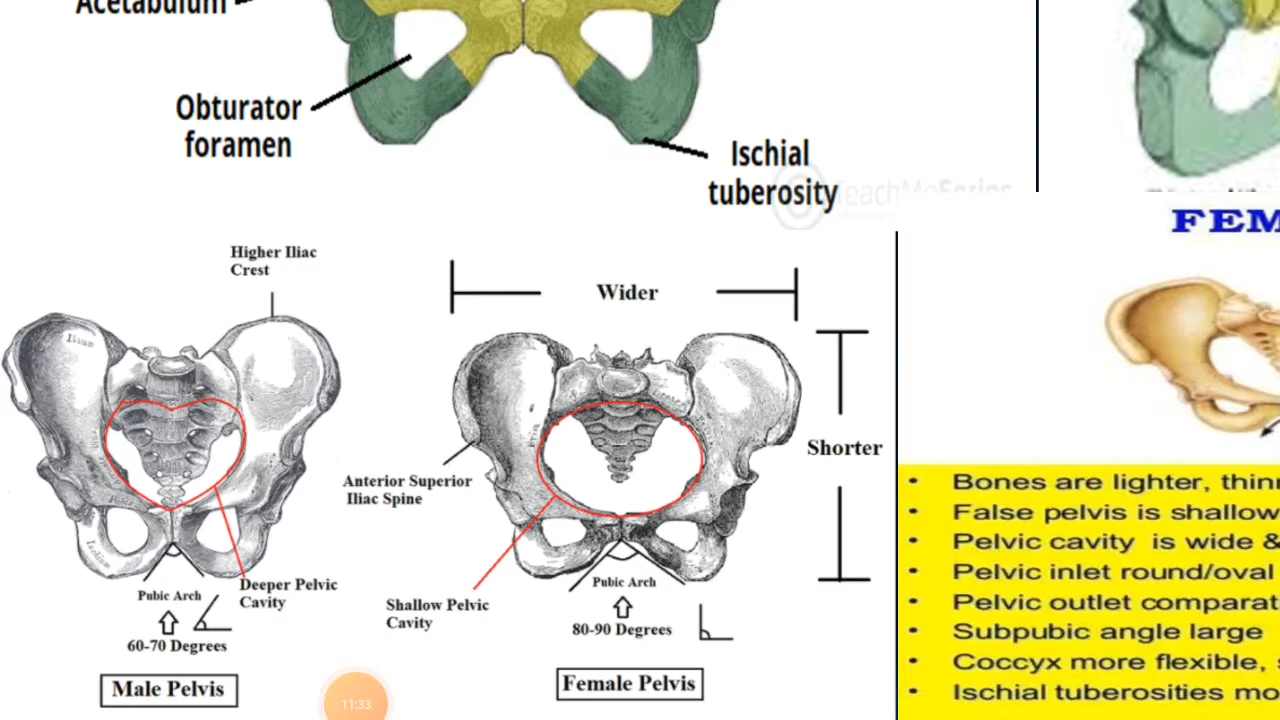 Acetabulum
Obturator
foramen
Ischial
tuberosity
TeachMeSeries
FEM
Higher Iliac
Crest
Wider
Shorter
Anterior Superior
Iliac Spine
Ilium
Pubic Arch
Deeper Pelvic
Cavity
60-70 Degrees
Male Pelvis
Shallow Pelvic
Cavity
Pubic Arch
80-90 Degrees
Female Pelvis
11:33
• Bones are lighter, thinn
• False pelvis is shallow
• Pelvic cavity is wide &
• Pelvic inlet round/oval
• Pelvic outlet comparat
• Subpubic angle large
• Coccyx more flexible, s
• Ischial tuberosities mo